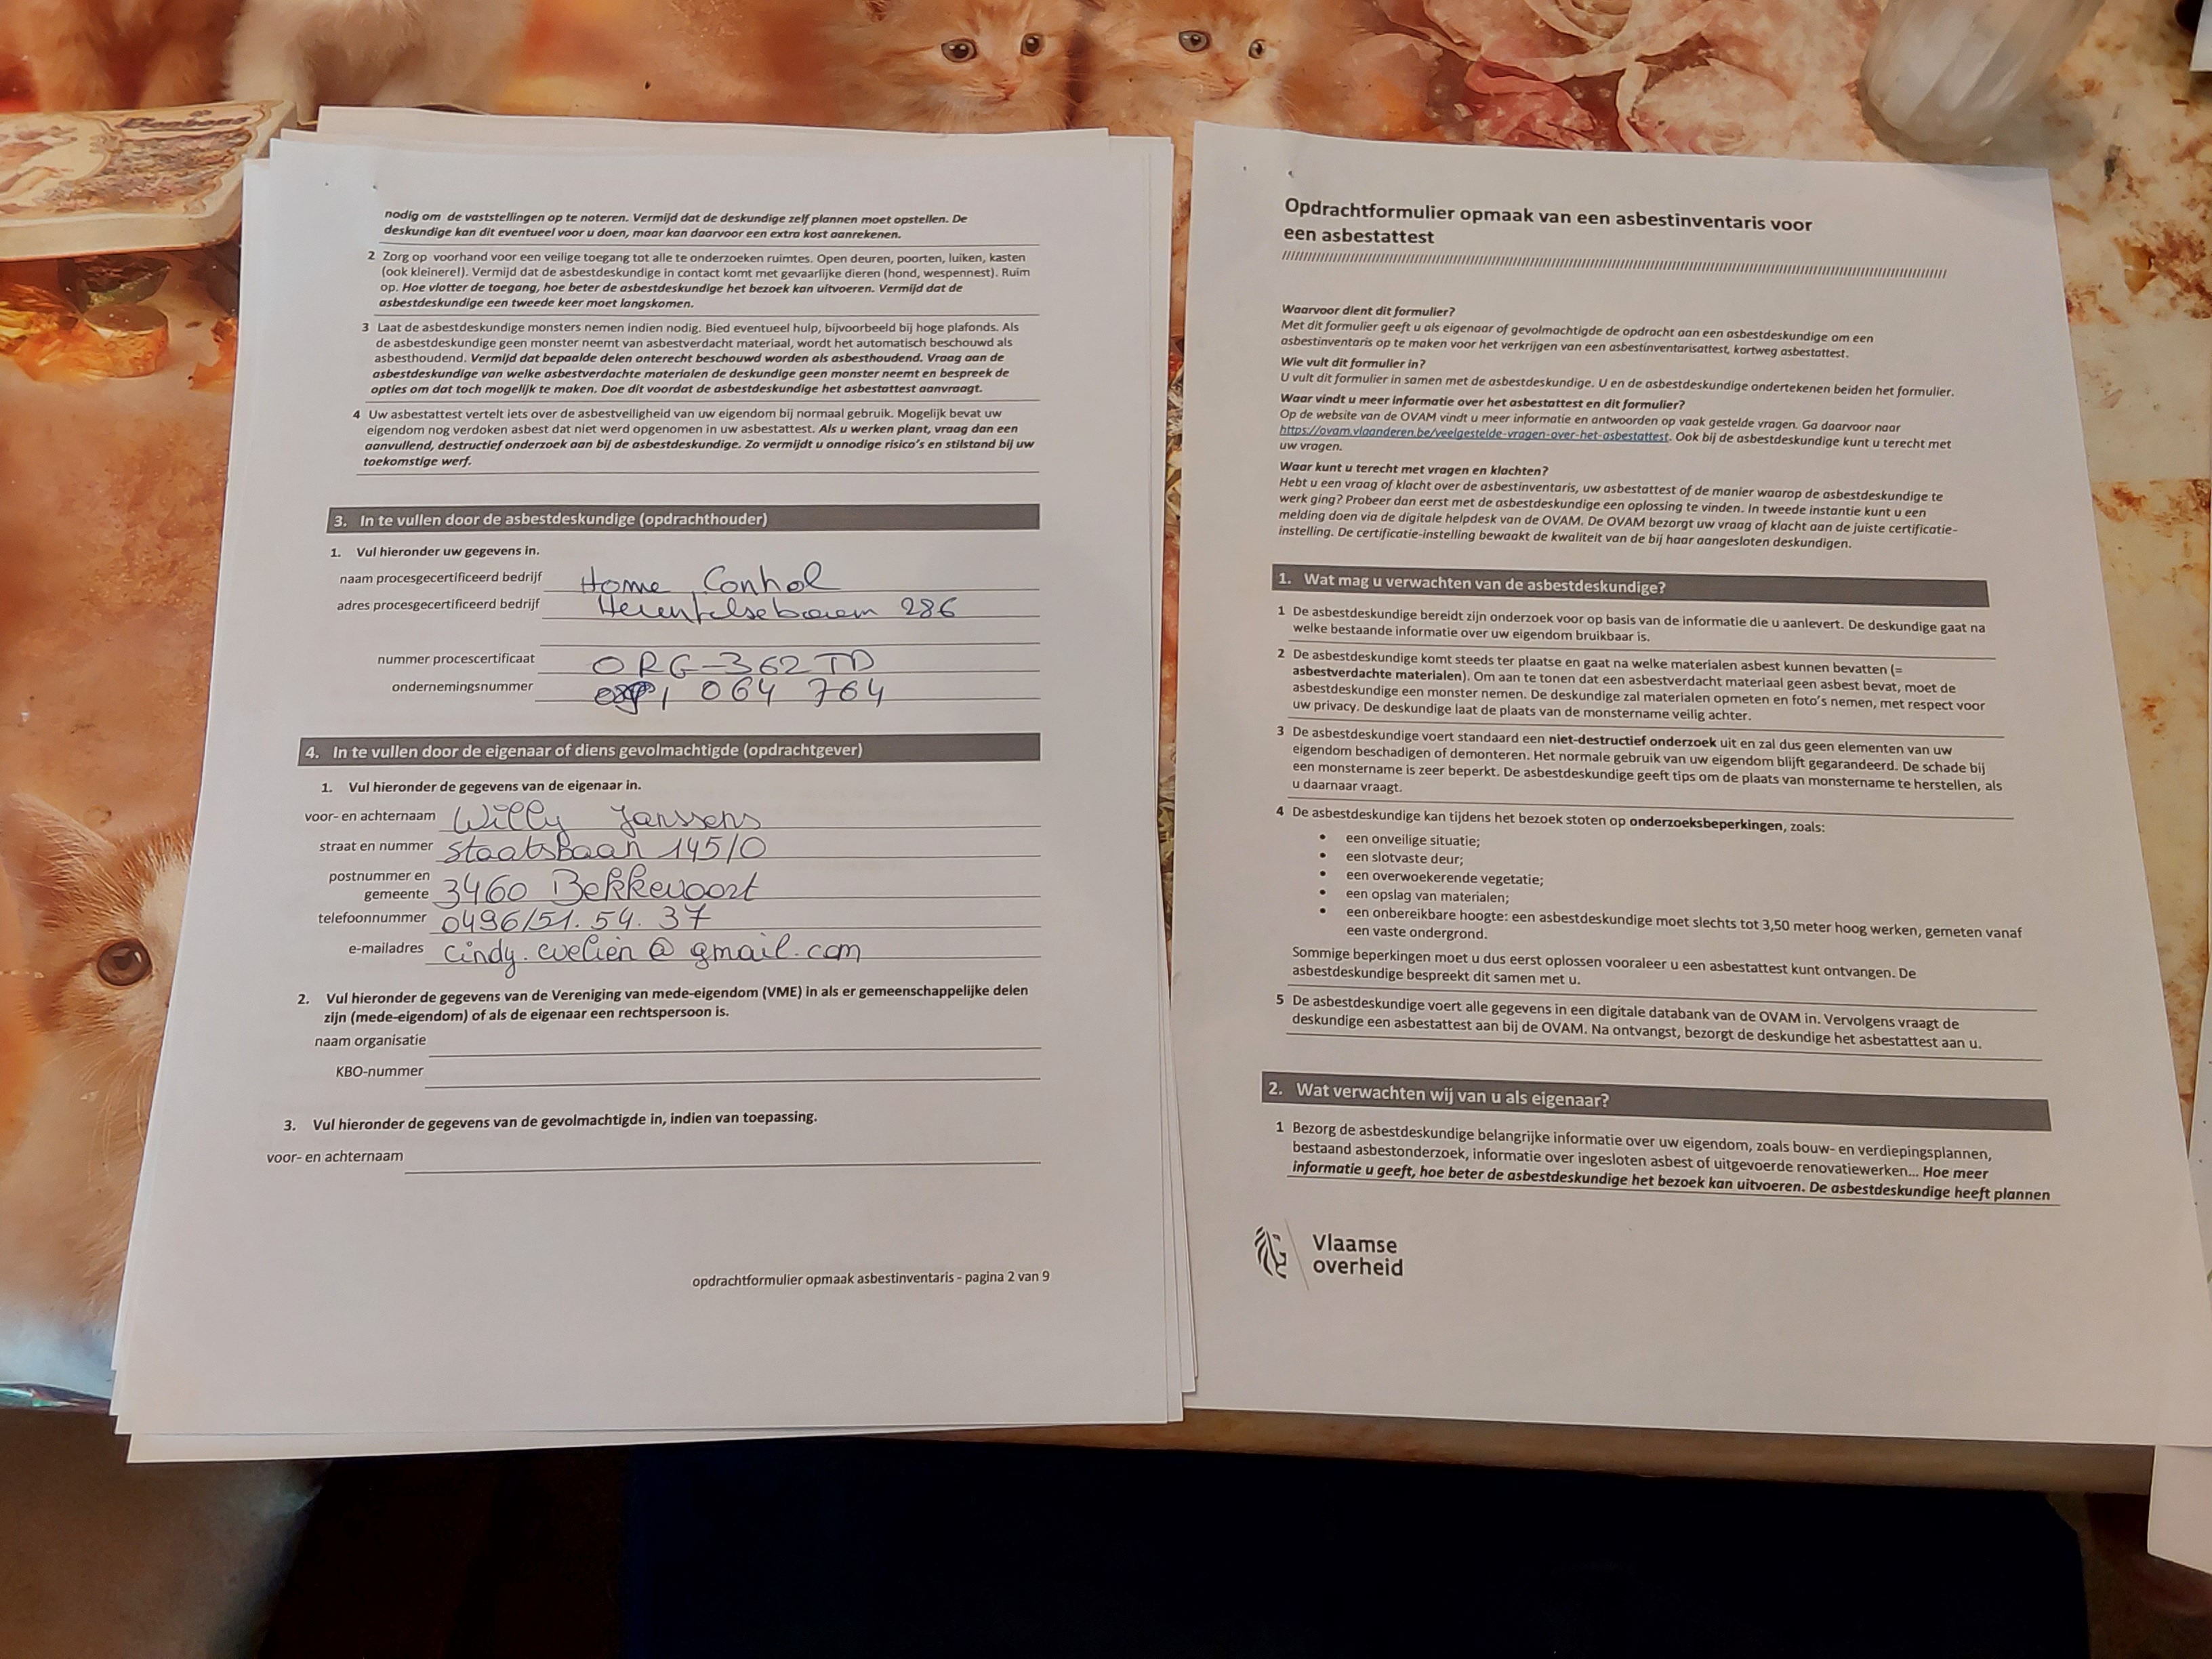 nodig om de vaststellingen op te noteren. Vermijd dat de deskundige zelf plannen moet opstellen. De
deskundige kan dit eventueel voor u doen, maar kan daarvoor een extra kost aanrekenen.
2 Zorg op voorhand voor een veilige toegang tot alle te onderzoeken ruimtes. Open deuren, poorten, luiken, kasten
(ook kleinere!). Vermijd dat de asbestdeskundige in contact komt met gevaarlijke dieren (hond, wespennest). Ruim
op. Hoe vlotter de toegang, hoe beter de asbestdeskundige het bezoek kan uitvoeren. Vermijd dat de
asbestdeskundige een tweede keer moet langskomen.
3 Laat de asbestdeskundige monsters nemen indien nodig. Bied eventueel hulp, bijvoorbeeld bij hoge plafonds. Als
de asbestdeskundige geen monster neemt van asbestverdacht materiaal, wordt het automatisch beschouwd als
asbesthoudend. Vermijd dat bepaalde delen onterecht beschouwd worden als asbesthoudend. Vraag aan de
asbestdeskundige van welke asbestverdachte materialen de deskundige geen monster neemt en bespreek de
opties om dat toch mogelijk te maken. Doe dit voordat de asbestdeskundige het asbestattest aanvraagt.
4 Uw asbestattest vertelt iets over de asbestveiligheid van uw eigendom bij normaal gebruik. Mogelijk bevat uw
eigendom nog verdoken asbest dat niet werd opgenomen in uw asbestattest. Als u werken plant, vraag dan een
aanvullend, destructief onderzoek aan bij de asbestdeskundige. Zo vermijdt u onnodige risico's en stilstand bij uw
toekomstige werf.
3. In te vullen door de asbestdeskundige (opdrachthouder)
1. Vul hieronder uw gegevens in.
naam procesgecertificeerd bedrijf Home Control
adres procesgecertificeerd bedrijf Herentalsebaan 286
nummer procescertificaat ORG-362 TD
ondernemingsnummer 064 764
4. In te vullen door de eigenaar of diens gevolmachtigde (opdrachtgever)
1. Vul hieronder de gegevens van de eigenaar in.
voor- en achternaam Willy Janssens
straat en nummer Staatsbaan 145/0
postnummer en
gemeente 3460 Bekkevoort
telefoonnummer 0496/51.54.37
e-mailadres cindy.evelien@gmail.com
2. Vul hieronder de gegevens van de Vereniging van mede-eigendom (VME) in als er gemeenschappelijke delen
zijn (mede-eigendom) of als de eigenaar een rechtspersoon is.
naam organisatie
KBO-nummer
3. Vul hieronder de gegevens van de gevolmachtigde in, indien van toepassing.
voor- en achternaam
opdrachtformulier opmaak asbestinventaris - pagina 2 van 9
Opdrachtformulier opmaak van een asbestinventaris voor
een asbestattest
Waarvoor dient dit formulier?
Met dit formulier geeft u als eigenaar of gevolmachtigde de opdracht aan een asbestdeskundige om een
asbestinventaris op te maken voor het verkrijgen van een asbestinventarisattest, kortweg asbestattest.
Wie vult dit formulier in?
U vult dit formulier in samen met de asbestdeskundige. U en de asbestdeskundige ondertekenen beiden het formulier.
Waar vindt u meer informatie over het asbestattest en dit formulier?
Op de website van de OVAM vindt u meer informatie en antwoorden op vaak gestelde vragen. Ga daarvoor naar
https://ovam.vlaanderen.be/veelgestelde-vragen-over-het-asbestattest. Ook bij de asbestdeskundige kunt u terecht met
uw vragen.
Waar kunt u terecht met vragen en klachten?
Hebt u een vraag of klacht over de asbestinventaris, uw asbestattest of de manier waarop de asbestdeskundige te
werk ging? Probeer dan eerst met de asbestdeskundige een oplossing te vinden. In tweede instantie kunt u een
melding doen via de digitale helpdesk van de OVAM. De OVAM bezorgt uw vraag of klacht aan de juiste certificatie-
instelling. De certificatie-instelling bewaakt de kwaliteit van de bij haar aangesloten deskundigen.
1. Wat mag u verwachten van de asbestdeskundige?
1 De asbestdeskundige bereidt zijn onderzoek voor op basis van de informatie die u aanlevert. De deskundige gaat na
welke bestaande informatie over uw eigendom bruikbaar is.
2 De asbestdeskundige komt steeds ter plaatse en gaat na welke materialen asbest kunnen bevatten (=
asbestverdachte materialen). Om aan te tonen dat een asbestverdacht materiaal geen asbest bevat, moet de
asbestdeskundige een monster nemen. De deskundige zal materialen opmeten en foto's nemen, met respect voor
uw privacy. De deskundige laat de plaats van de monstername veilig achter.
3 De asbestdeskundige voert standaard een niet-destructief onderzoek uit en zal dus geen elementen van uw
eigendom beschadigen of demonteren. Het normale gebruik van uw eigendom blijft gegarandeerd. De schade bij
een monstername is zeer beperkt. De asbestdeskundige geeft tips om de plaats van monstername te herstellen, als
u daarnaar vraagt.
4 De asbestdeskundige kan tijdens het bezoek stoten op onderzoeksbeperkingen, zoals:
• een onveilige situatie;
• een slotvaste deur;
• een overwoekerende vegetatie;
• een opslag van materialen;
• een onbereikbare hoogte: een asbestdeskundige moet slechts tot 3,50 meter hoog werken, gemeten vanaf
een vaste ondergrond.
Sommige beperkingen moet u dus eerst oplossen vooraleer u een asbestattest kunt ontvangen. De
asbestdeskundige bespreekt dit samen met u.
5 De asbestdeskundige voert alle gegevens in een digitale databank van de OVAM in. Vervolgens vraagt de
deskundige een asbestattest aan bij de OVAM. Na ontvangst, bezorgt de deskundige het asbestattest aan u.
2. Wat verwachten wij van u als eigenaar?
1 Bezorg de asbestdeskundige belangrijke informatie over uw eigendom, zoals bouw- en verdiepingsplannen,
bestaand asbestonderzoek, informatie over ingesloten asbest of uitgevoerde renovatiewerken... Hoe meer
informatie u geeft, hoe beter de asbestdeskundige het bezoek kan uitvoeren. De asbestdeskundige heeft plannen
Vlaamse
overheid